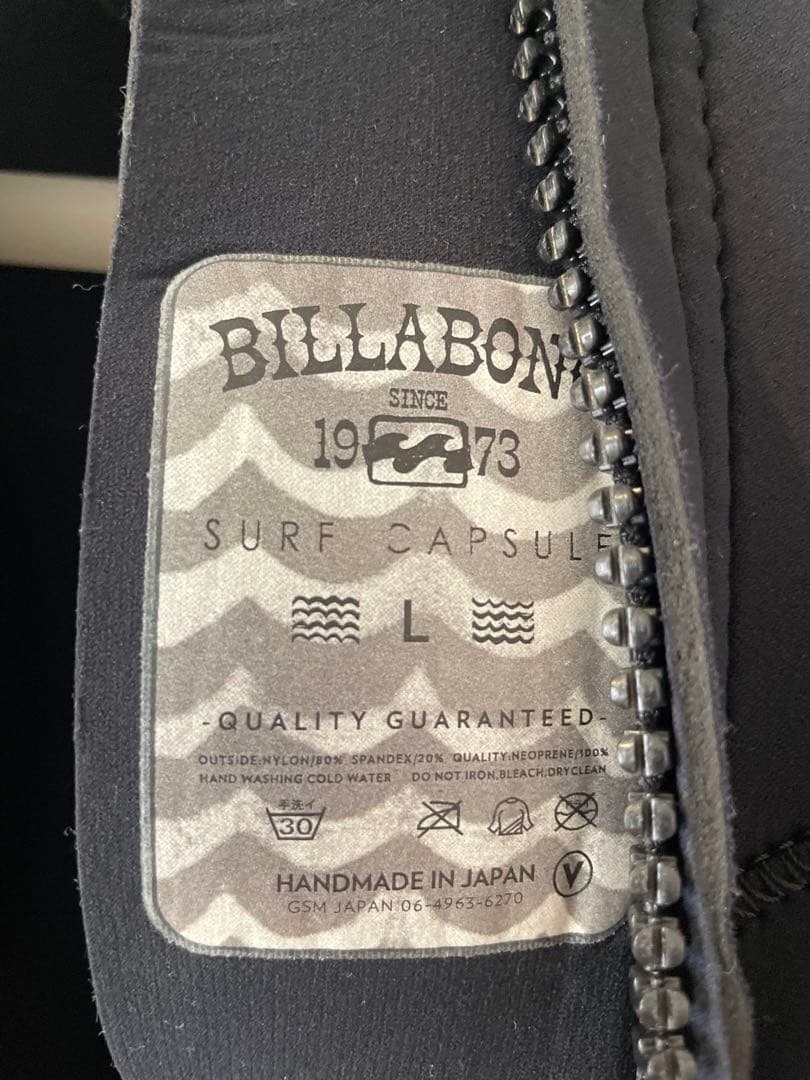 BILLABONG
SINCE
19 73
SURF CAPSULE
L
-QUALITY GUARANTEED-
OUTSIDE:NYLON/80% SPANDEX/20% QUALITY:NEOPRENE/100%
HAND WASHING COLD WATER DO NOT IRON,BLEACH,DRYCLEAN
手洗イ
30
HANDMADE IN JAPAN V
GSM JAPAN 06-4963-6270